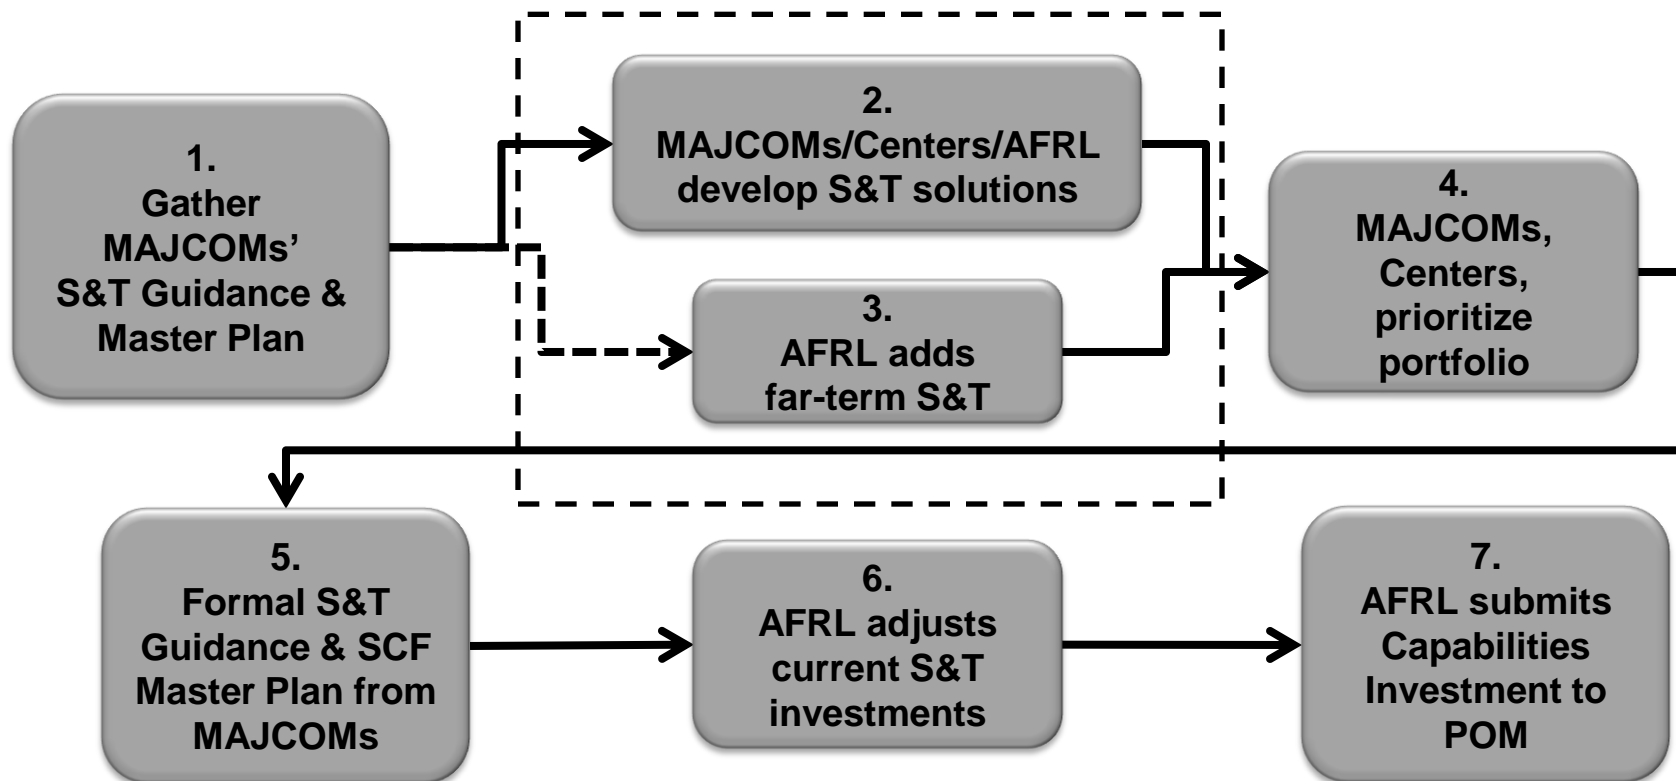 1.
Gather
MAJCOMs’
S&T Guidance &
Master Plan
2.
MAJCOMs/Centers/AFRL
develop S&T solutions
3.
AFRL adds
far-term S&T
4.
MAJCOMs,
Centers,
prioritize
portfolio
5.
Formal S&T
Guidance & SCF
Master Plan from
MAJCOMs
6.
AFRL adjusts
current S&T
investments
7.
AFRL submits
Capabilities
Investment to
POM